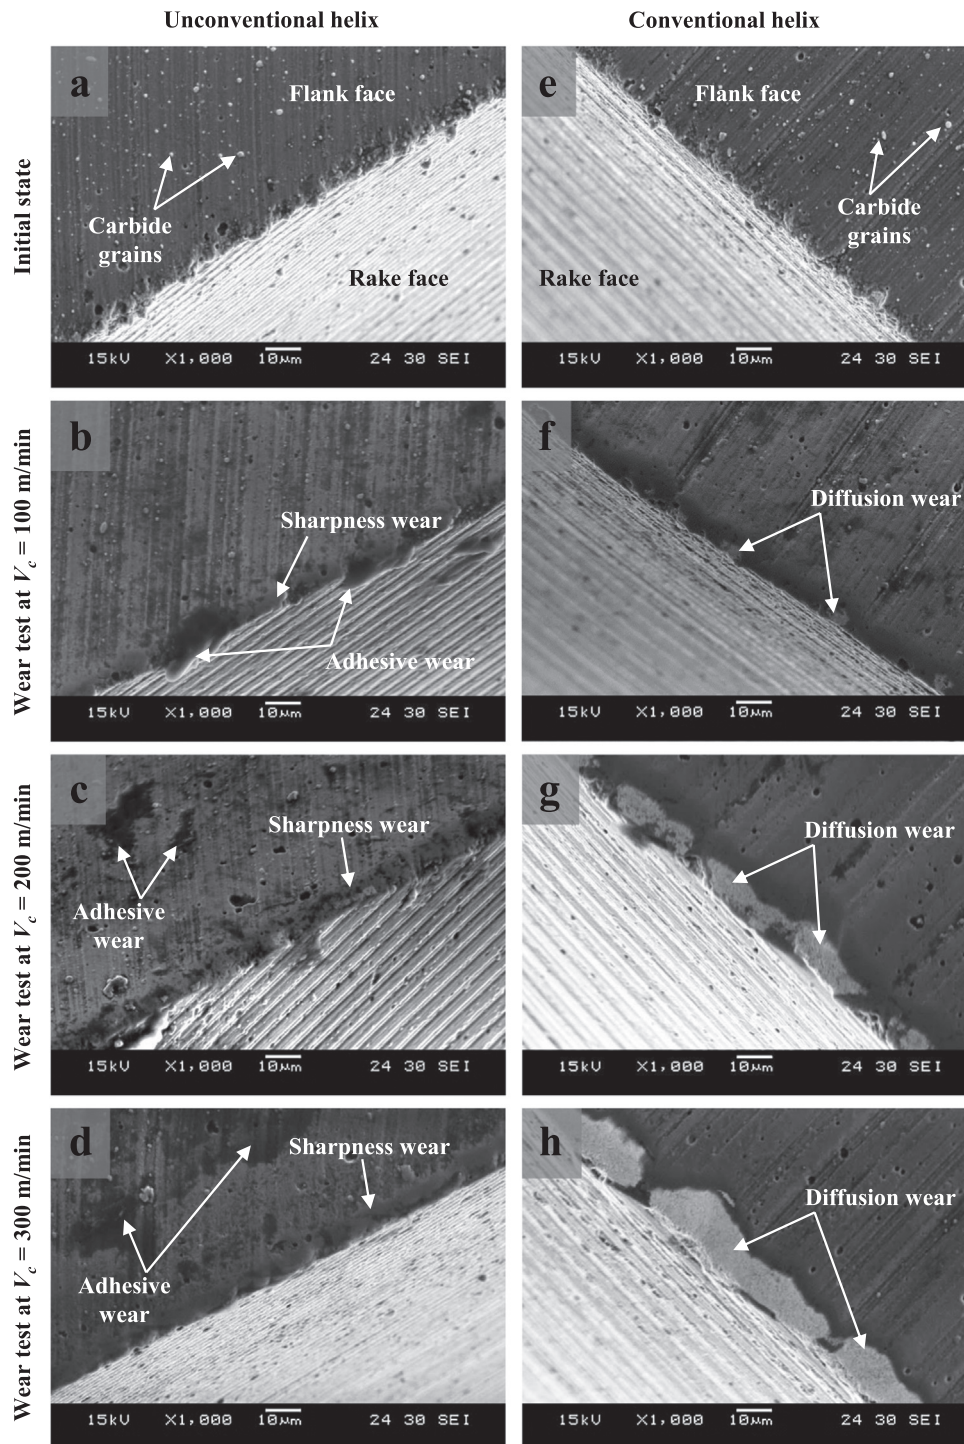 Unconventional helix
Conventional helix
Initial state
a
Flank face
Carbide
grains
Rake face
15kV X1,000 10μm 24 30 SEI
e
Flank face
Carbide
grains
Rake face
15kV X1,000 10μm 24 30 SEI
Wear test at Vc = 100 m/min
b
Sharpness wear
Adhesive wear
15kV X1,000 10μm 24 30 SEI
f
Diffusion wear
15kV X1,000 10μm 24 30 SEI
Wear test at Vc = 200 m/min
c
Sharpness wear
Adhesive
wear
15kV X1,000 10μm 24 30 SEI
g
Diffusion wear
15kV X1,000 10μm 24 30 SEI
Wear test at Vc = 300 m/min
d
Sharpness wear
Adhesive
wear
15kV X1,000 10μm 24 30 SEI
h
Diffusion wear
15kV X1,000 10μm 24 30 SEI